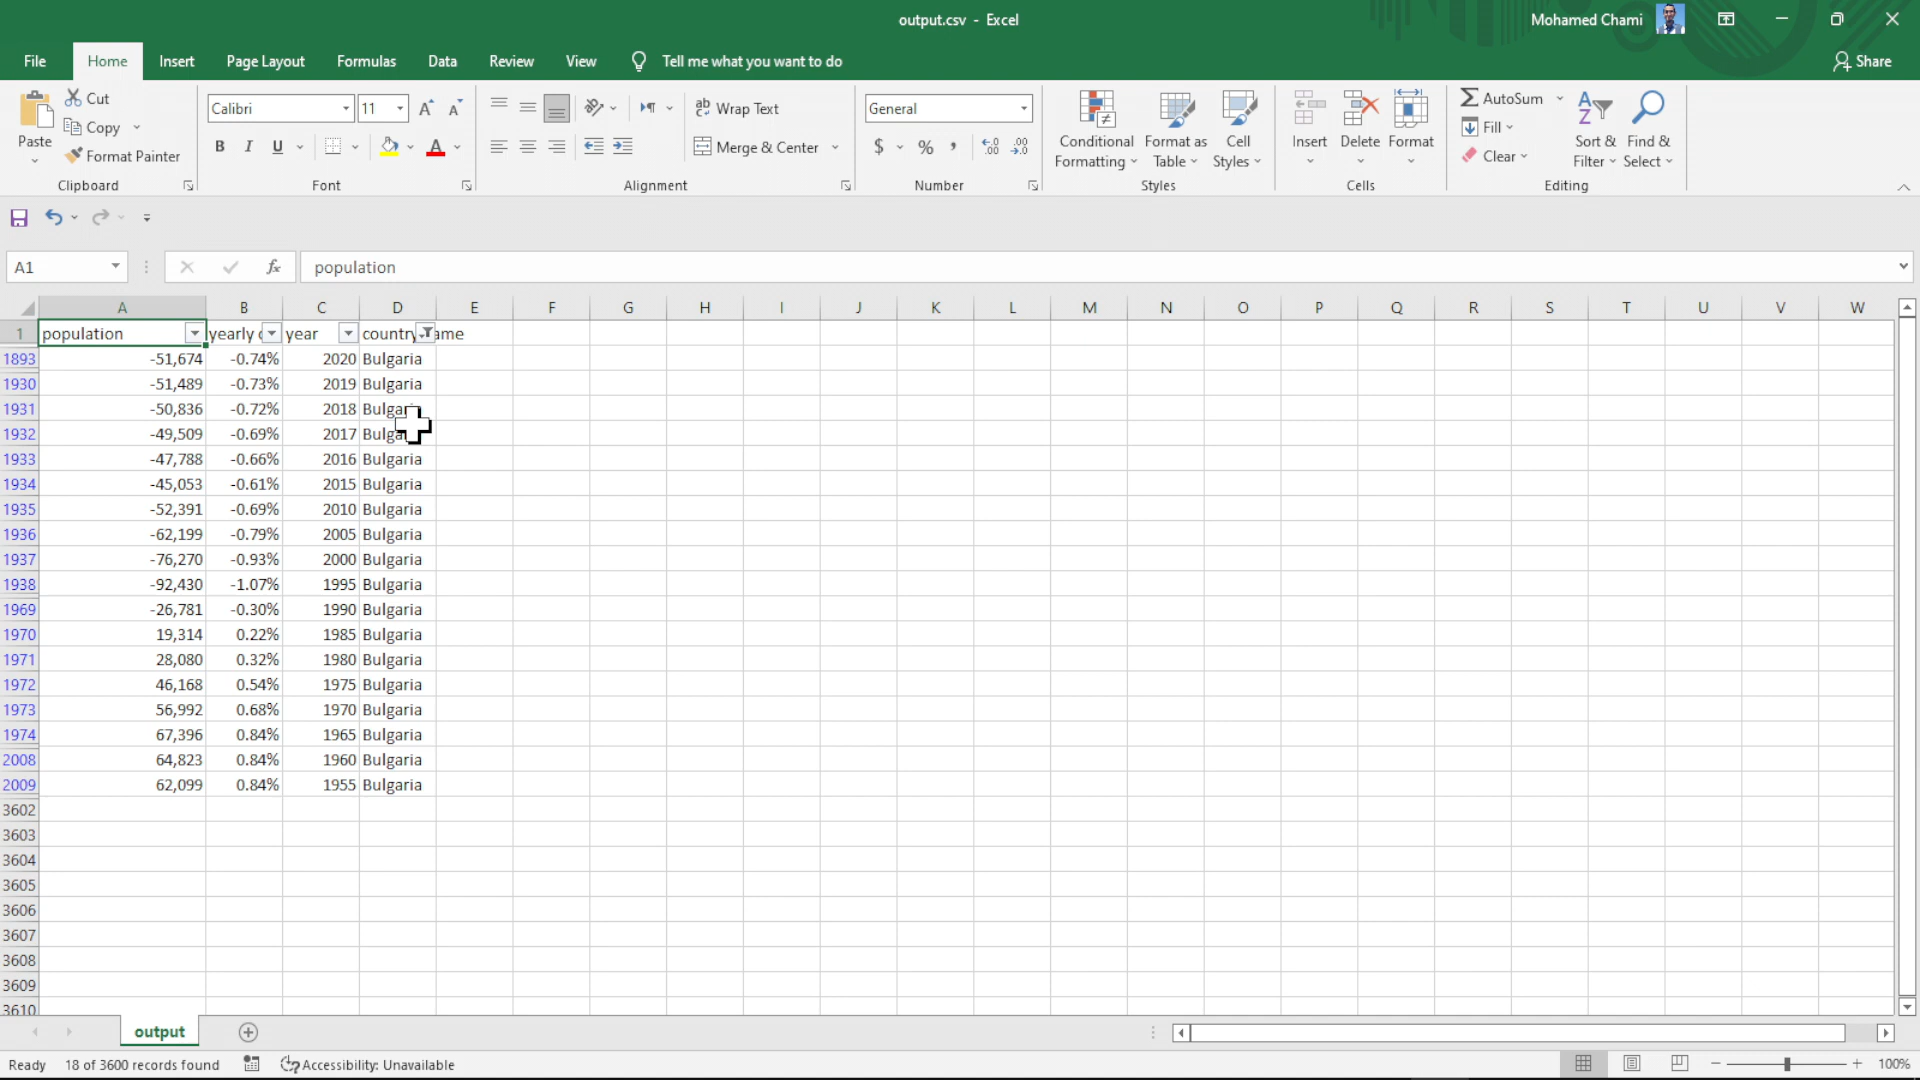 output.csv - Excel
Mohamed Chami
File Home Insert Page Layout Formulas Data Review View Tell me what you want to do Share
Paste
Cut
Copy
Format Painter
Clipboard
Calibri 11
B I U A
Font
Wrap Text
Merge & Center
Alignment
General
$ % ,
Number
Conditional Formatting
Format as Table
Cell Styles
Styles
Insert Delete Format
Cells
AutoSum
Fill
Clear
Sort & Filter
Find & Select
Editing
A1 fx population
A B C D E F G H I J K L M N O P Q R S T U V W
1 population yearly year country ame
1893 -51,674 -0.74% 2020 Bulgaria
1930 -51,489 -0.73% 2019 Bulgaria
1931 -50,836 -0.72% 2018 Bulga
1932 -49,509 -0.69% 2017 Bulga
1933 -47,788 -0.66% 2016 Bulgaria
1934 -45,053 -0.61% 2015 Bulgaria
1935 -52,391 -0.69% 2010 Bulgaria
1936 -62,199 -0.79% 2005 Bulgaria
1937 -76,270 -0.93% 2000 Bulgaria
1938 -92,430 -1.07% 1995 Bulgaria
1969 -26,781 -0.30% 1990 Bulgaria
1970 19,314 0.22% 1985 Bulgaria
1971 28,080 0.32% 1980 Bulgaria
1972 46,168 0.54% 1975 Bulgaria
1973 56,992 0.68% 1970 Bulgaria
1974 67,396 0.84% 1965 Bulgaria
2008 64,823 0.84% 1960 Bulgaria
2009 62,099 0.84% 1955 Bulgaria
3602
3603
3604
3605
3606
3607
3608
3609
3610
output
Ready 18 of 3600 records found Accessibility: Unavailable 100%